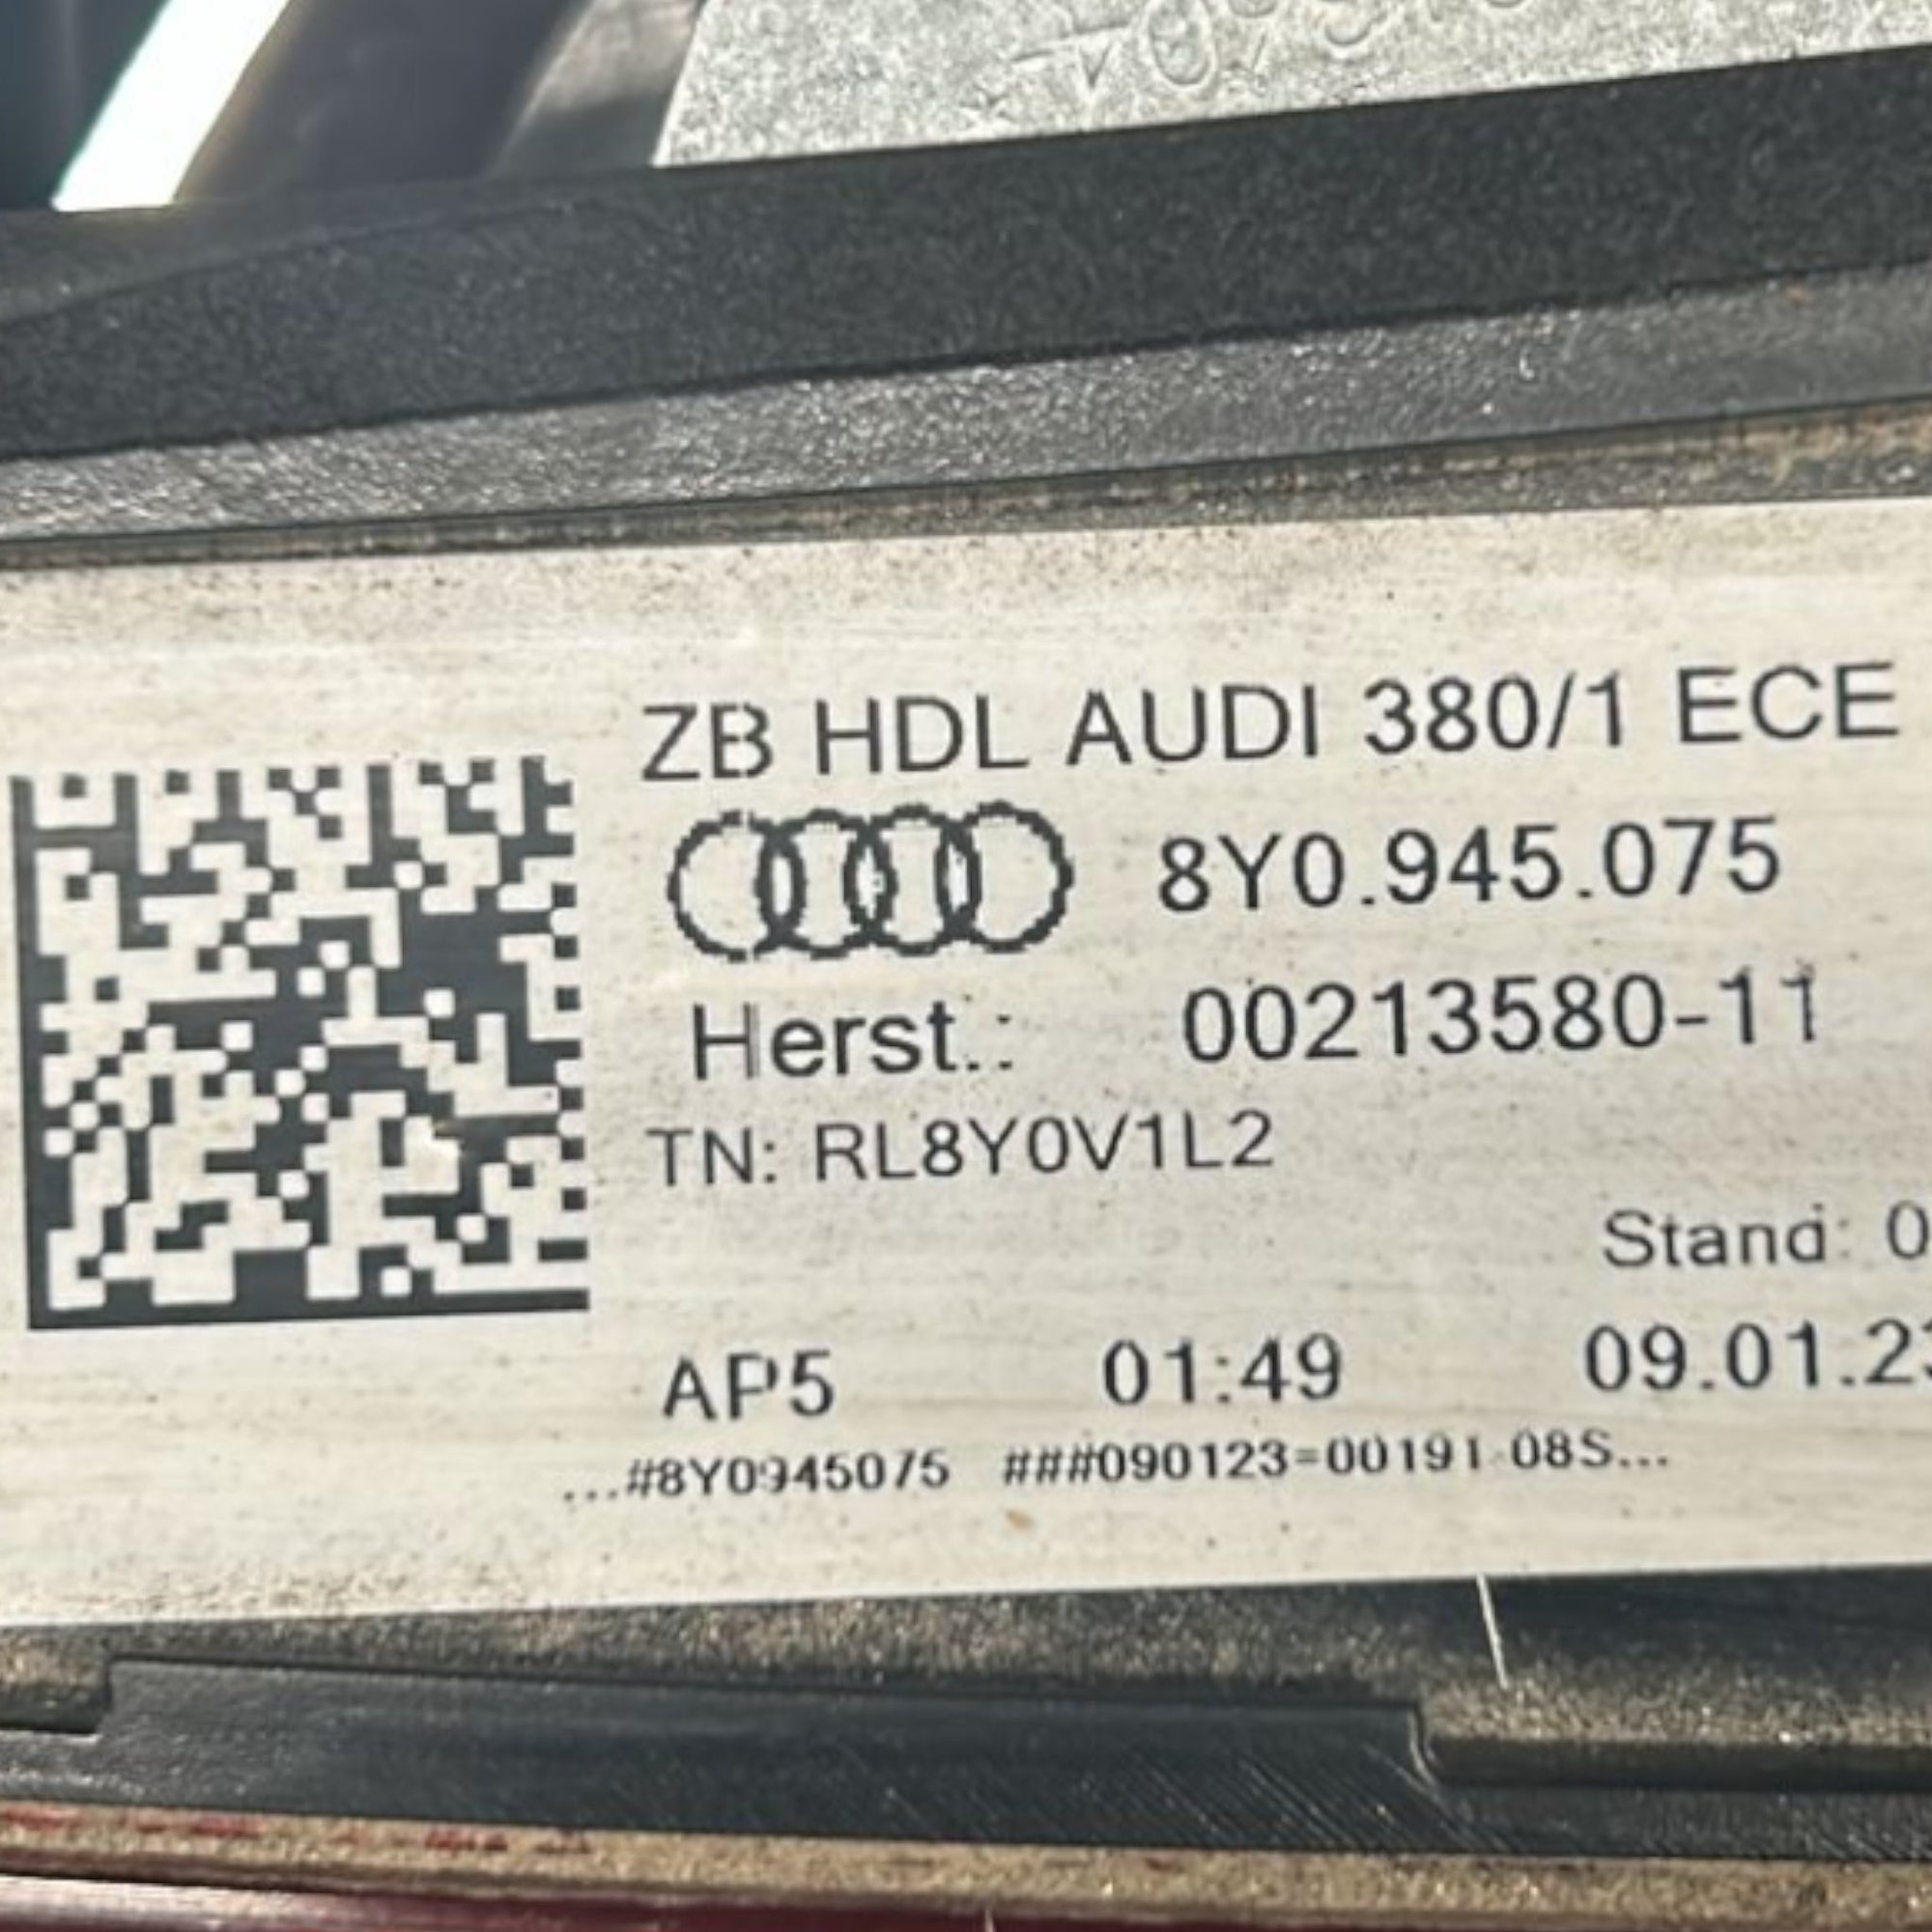 ZB HDL AUDI 380/1 ECE
8Y0.945.075
Herst.: 00213580-11
TN: RL8Y0V1L2
Stand: 0
AP5 01:49 09.01.23
...#8Y0945075 ###090123=00191 08S...